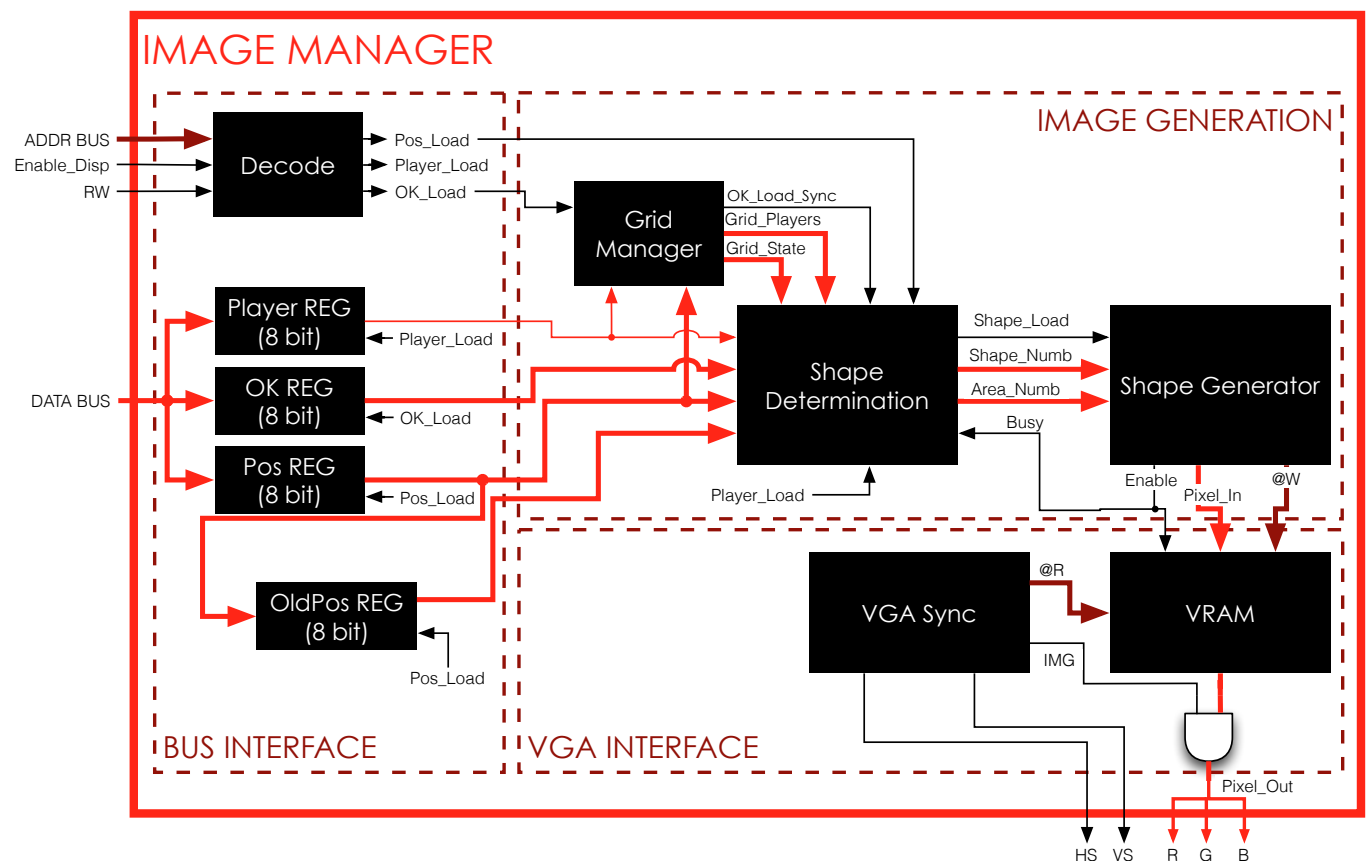 IMAGE MANAGER
IMAGE GENERATION
ADDR BUS
Enable_Disp
RW
Decode
Pos_Load
Player_Load
OK_Load
Grid
Manager
OK_Load_Sync
Grid_Players
Grid_State
Player REG
(8 bit)
Player_Load
DATA BUS
OK REG
(8 bit)
OK_Load
Pos REG
(8 bit)
Pos_Load
OldPos REG
(8 bit)
Pos_Load
Shape
Determination
Player_Load
Shape_Load
Shape_Numb
Area_Numb
Busy
Shape Generator
Enable
Pixel_In
@W
VGA Sync
@R
IMG
VRAM
BUS INTERFACE
VGA INTERFACE
Pixel_Out
HS
VS
R
G
B